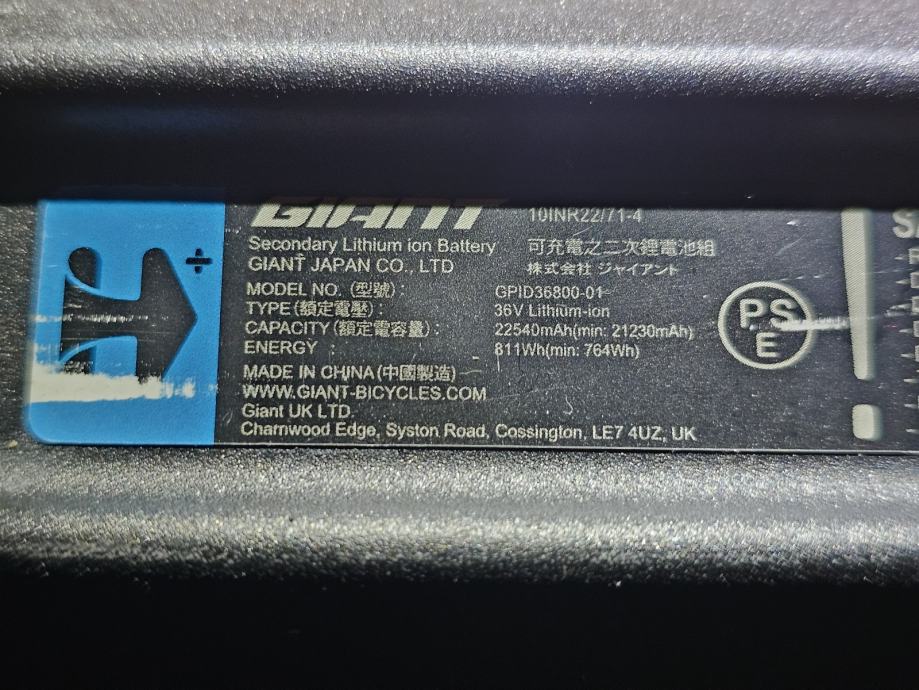 GIANT
10INR22/71-4
Secondary Lithium ion Battery 可充電之二次鋰電池組
GIANT JAPAN CO., LTD 株式会社 ジャイアント
MODEL NO. (型號): GPID36800-01
TYPE (額定電壓): 36V Lithium-ion
CAPACITY (額定電容量): 22540mAh(min: 21230mAh)
ENERGY : 811Wh(min: 764Wh)
MADE IN CHINA (中國製造)
WWW.GIANT-BICYCLES.COM
Giant UK LTD.
Charnwood Edge, Syston Road, Cossington, LE7 4UZ, UK
PS
E